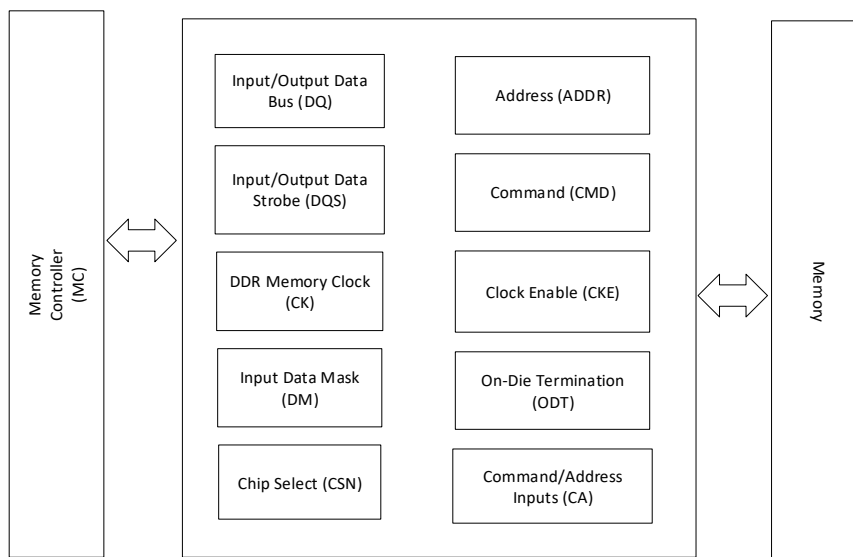 Memory
Controller
(MC)
Input/Output Data
Bus (DQ)
Input/Output Data
Strobe (DQS)
DDR Memory Clock
(CK)
Input Data Mask
(DM)
Chip Select (CSN)
Address (ADDR)
Command (CMD)
Clock Enable (CKE)
On-Die Termination
(ODT)
Command/Address
Inputs (CA)
Memory